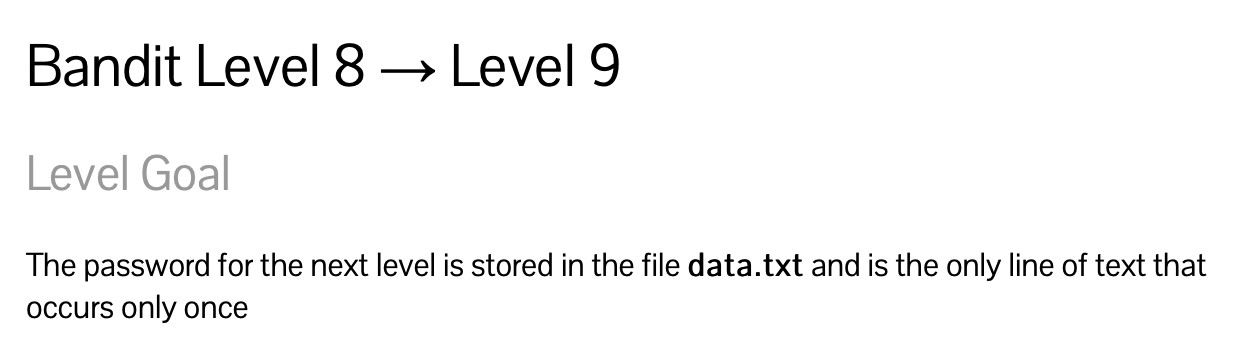 Bandit Level 8 → Level 9
Level Goal
The password for the next level is stored in the file data.txt and is the only line of text that
occurs only once